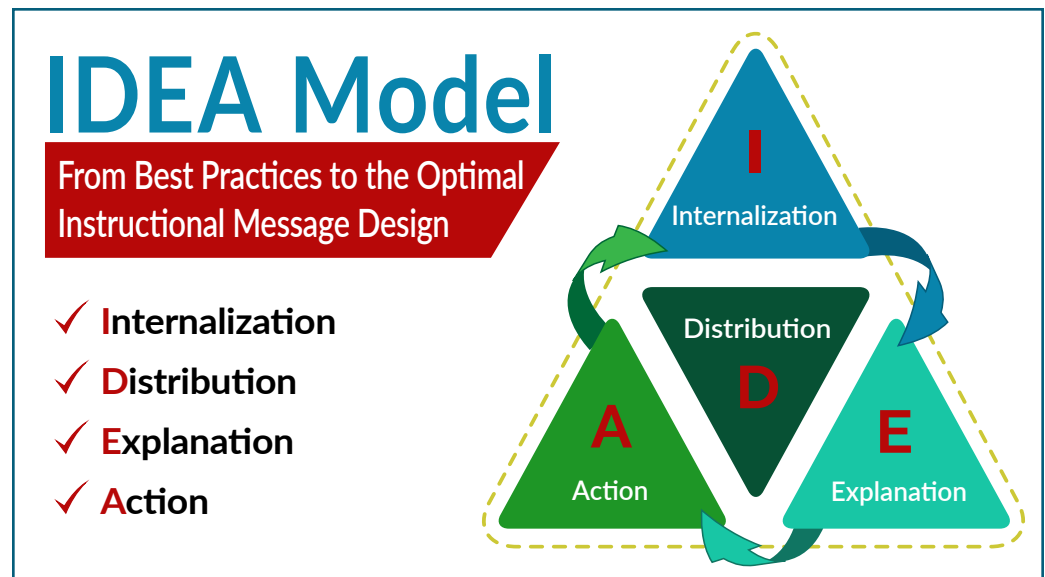 IDEA Model
From Best Practices to the Optimal
Instructional Message Design
Internalization
Distribution
Explanation
Action
I
Internalization
Distribution
D
A
Action
E
Explanation